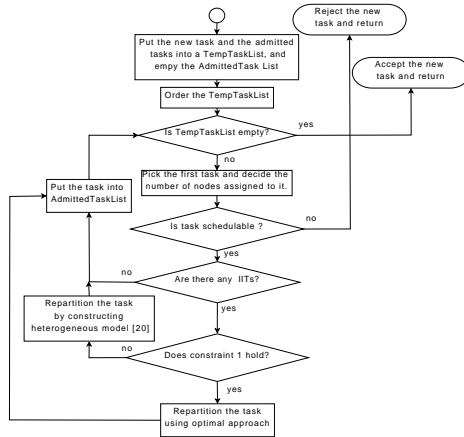 Reject the new
task and return
Put the new task and the admitted
tasks into a TempTaskList, and
empy the AdmittedTask List
Accept the new
task and return
Order the TempTaskList
yes
Is TempTaskList empty?
no
Pick the first task and decide the
number of nodes assigned to it.
Put the task into
AdmittedTaskList
no
Is task schedulable ?
yes
no
Are there any IITs?
Repartition the task
by constructing
heterogeneous model [20]
yes
no
Does constraint 1 hold?
yes
Repartition the task
using optimal approach